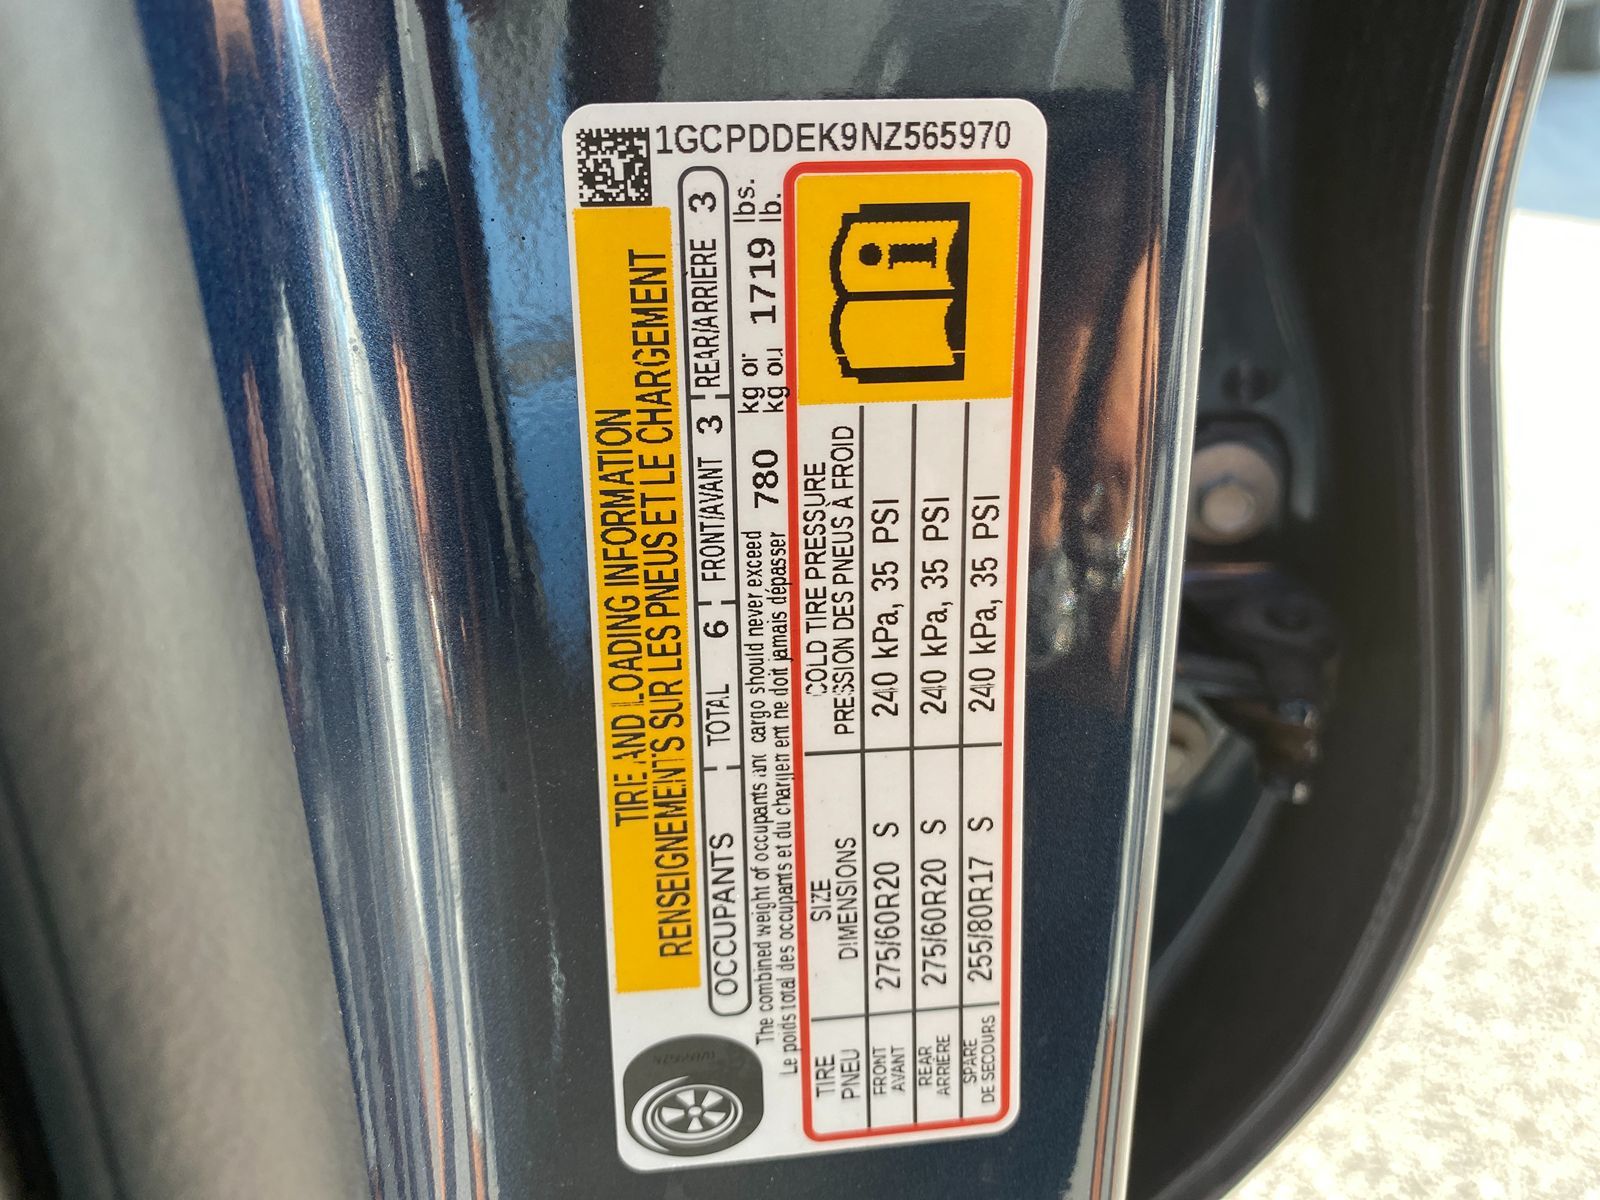 1GCPDDEK9NZ565970
TIRE AND LOADING INFORMATION
RENSEIGNEMENTS SUR LES PNEUS ET LE CHARGEMENT
OCCUPANTS TOTAL 6 FRONT/AVANT 3 REAR/ARRIÈRE 3
The combined weight of occupants and cargo should never exceed 780 kg or 1719 lbs.
Le poids total des occupants et du chargement ne doit jamais dépasser kg ou lb.
TIRE SIZE COLD TIRE PRESSURE
PNEU DIMENSIONS PRESSION DES PNEUS À FROID
FRONT
AVANT 275/60R20 S 240 kPa, 35 PSI
REAR
ARRIÈRE 275/60R20 S 240 kPa, 35 PSI
SPARE
DE SECOURS 255/80R17 S 240 kPa, 35 PSI